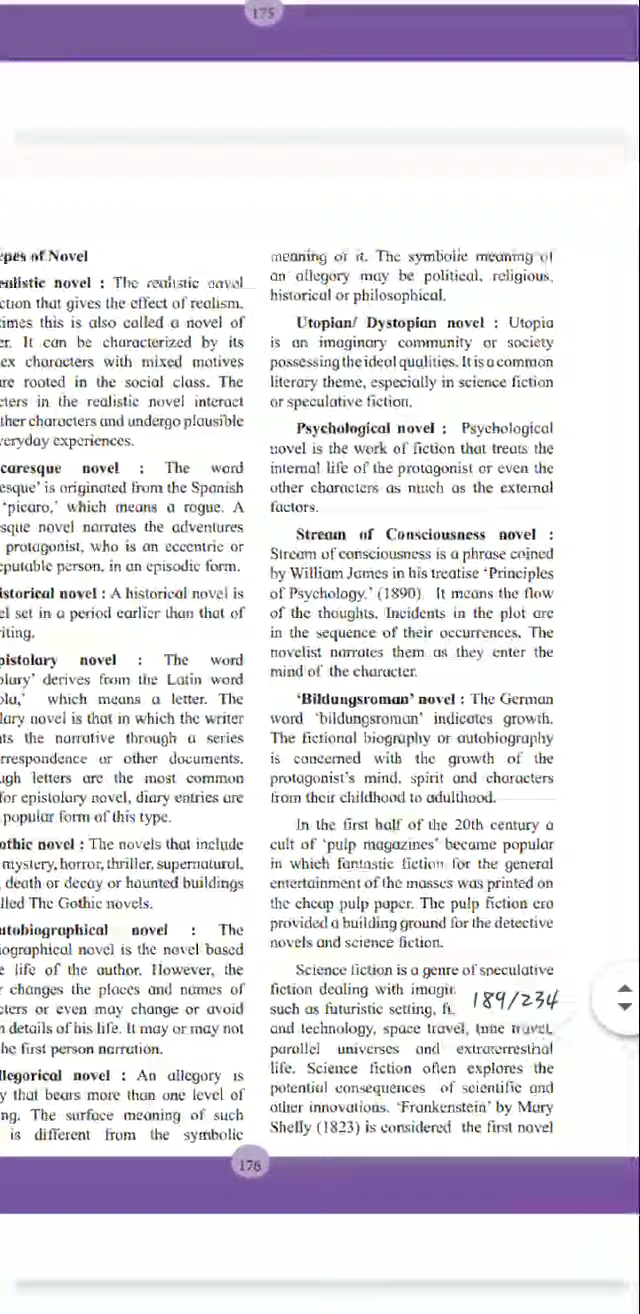 175
epes of Novel
ealistic novel : The realistic novel
ction that gives the effect of realism.
times this is also called a novel of
er. It can be characterized by its
ex characters with mixed motives
are rooted in the social class. The
cters in the realistic novel interact
ther characters and undergo plausible
veryday experiences.
caresque novel : The word
esque' is originated from the Spanish
'picaro,' which means a rogue. A
sque novel narrates the adventures
protagonist, who is an eccentric or
eputable person, in an episodic form.
istorical novel : A historical novel is
el set in a period earlier than that of
riting.
pistolary novel : The word
olary' derives from the Latin word
ola,' which means a letter. The
lary novel is that in which the writer
nts the narrative through a series
rrespondence or other documents.
ugh letters are the most common
for epistolary novel, diary entries are
popular form of this type.
othic novel : The novels that include
mystery, horror, thriller, supernatural,
, death or decay or haunted buildings
lled The Gothic novels.
utobiographical novel : The
iographical novel is the novel based
e life of the author. However, the
r changes the places and names of
cters or even may change or avoid
n details of his life. It may or may not
he first person narration.
llegorical novel : An allegory is
y that bears more than one level of
ng. The surface meaning of such
is different from the symbolic
meaning of it. The symbolic meaning of
an allegory may be political, religious,
historical or philosophical.
Utopian/ Dystopian novel : Utopia
is an imaginary community or society
possessing the ideal qualities. It is a common
literary theme, especially in science fiction
or speculative fiction.
Psychological novel : Psychological
novel is the work of fiction that treats the
internal life of the protagonist or even the
other characters as much as the external
factors.
Stream of Consciousness novel :
Stream of consciousness is a phrase coined
by William James in his treatise 'Principles
of Psychology.' (1890) It means the flow
of the thoughts. Incidents in the plot are
in the sequence of their occurrences. The
novelist narrates them as they enter the
mind of the character.
'Bildungsroman' novel : The German
word 'bildungsroman' indicates growth.
The fictional biography or autobiography
is concerned with the growth of the
protagonist's mind, spirit and characters
from their childhood to adulthood.
In the first half of the 20th century a
cult of 'pulp magazines' became popular
in which fantastic fiction for the general
entertainment of the masses was printed on
the cheap pulp paper. The pulp fiction era
provided a building ground for the detective
novels and science fiction.
Science fiction is a genre of speculative
fiction dealing with imagin
such as futuristic setting, fu
189/234
and technology, space travel, time travel,
parallel universes and extraterrestrial
life. Science fiction often explores the
potential consequences of scientific and
other innovations. 'Frankenstein' by Mary
Shelly (1823) is considered the first novel
176